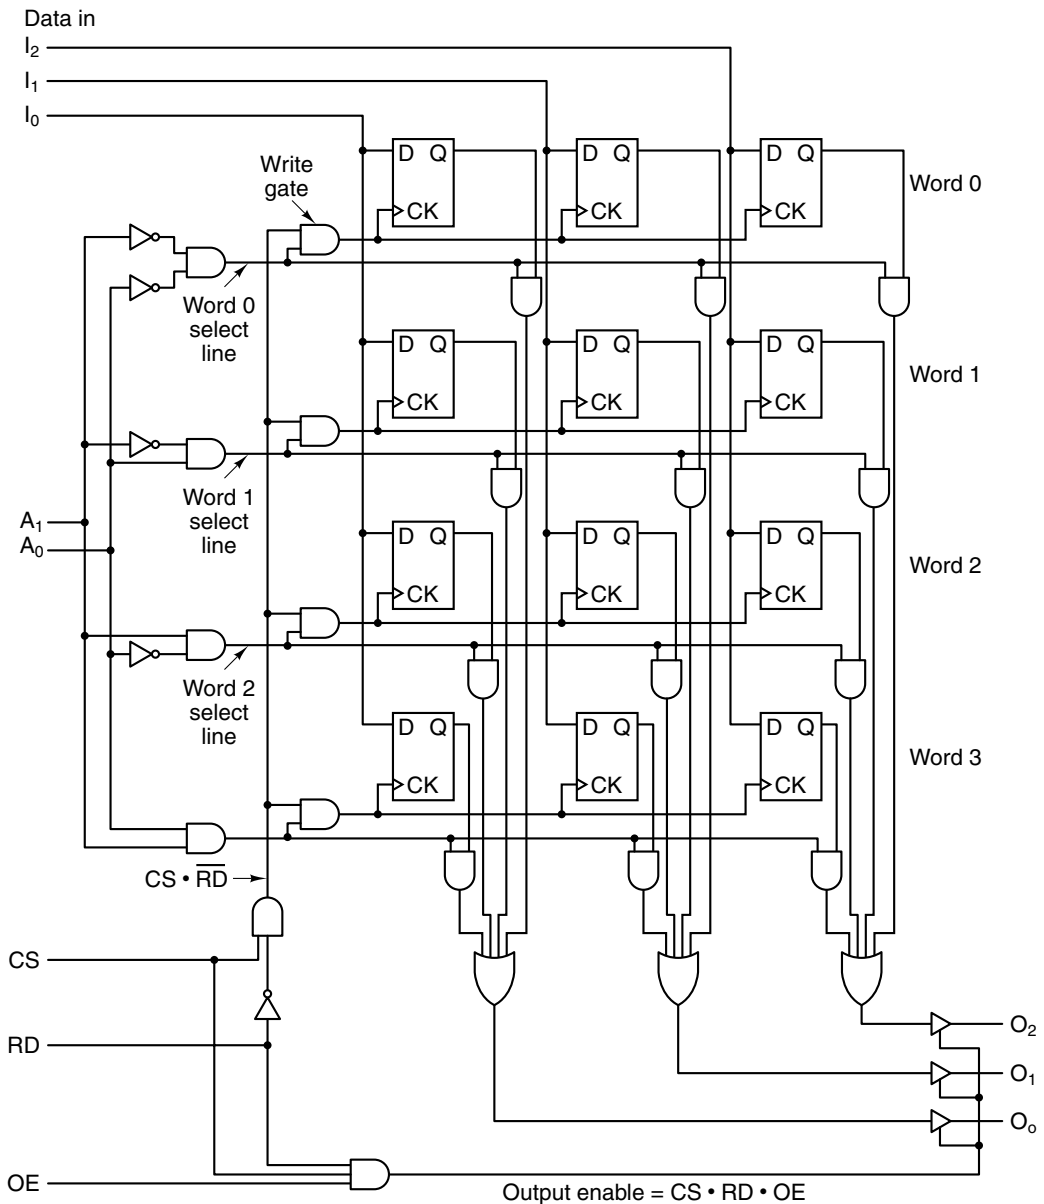 Data in
I₂
I₁
I₀
Write
gate
D Q
CK
D Q
CK
D Q
CK
Word 0
Word 0
select
line
D Q
CK
D Q
CK
D Q
CK
Word 1
Word 1
select
line
A₁
A₀
D Q
CK
D Q
CK
D Q
CK
Word 2
Word 2
select
line
D Q
CK
D Q
CK
D Q
CK
Word 3
CS • R̅D̅
CS
RD
OE
O₂
O₁
Oₒ
Output enable = CS • RD • OE